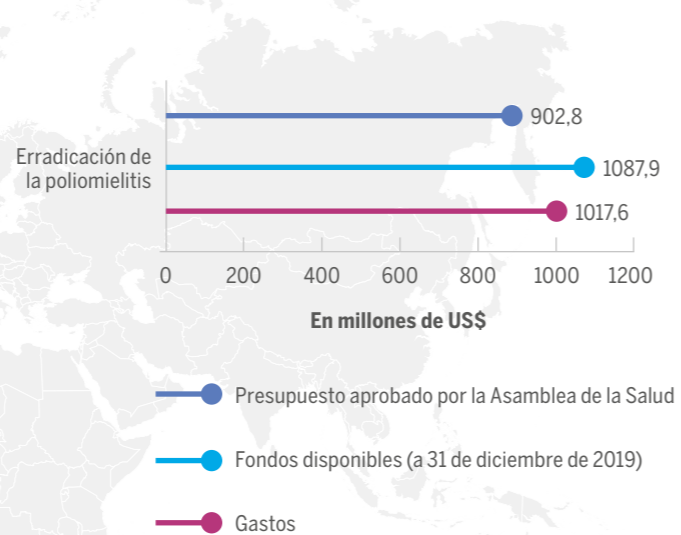 902,8
Erradicación de
la poliomielitis
1087,9
1017,6
0 200 400 600 800 1000 1200
En millones de US$
Presupuesto aprobado por la Asamblea de la Salud
Fondos disponibles (a 31 de diciembre de 2019)
Gastos